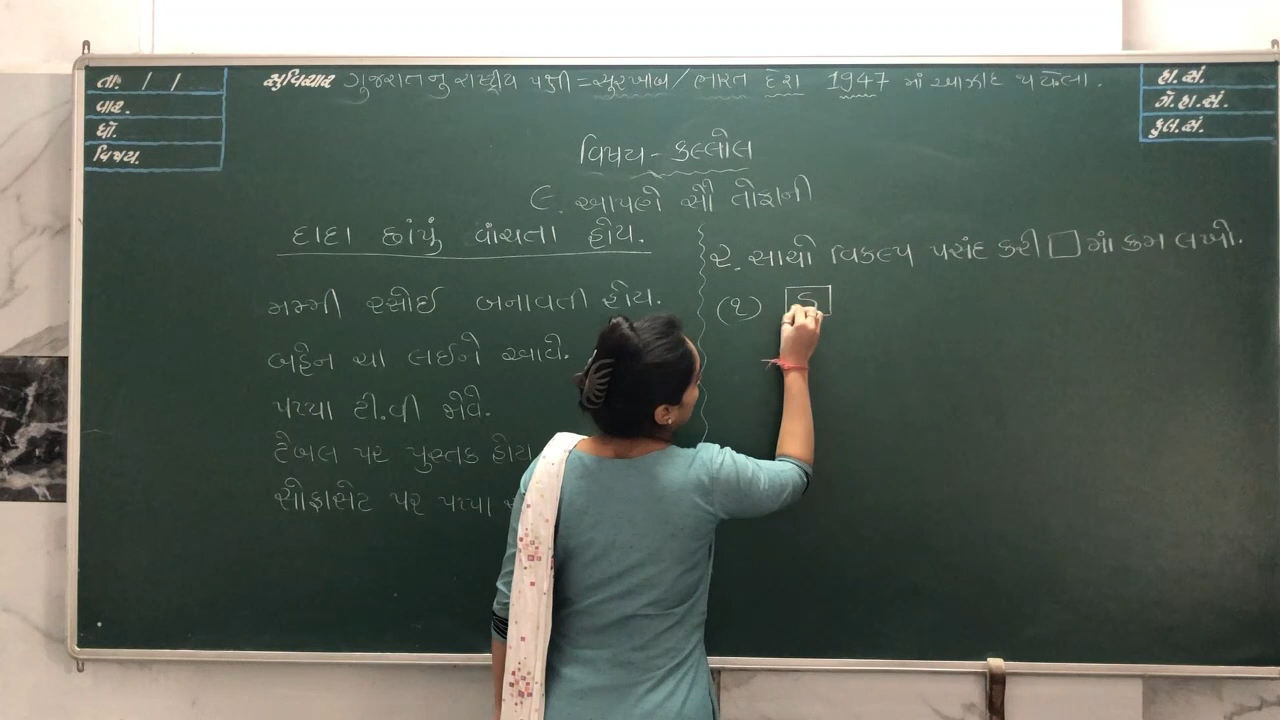 તા: / /
વાર.
ધો.
વિષય.
સુવિચાર ગુજરાતનુ રાષ્ટ્રીય પક્ષી = સુરખાબ / ભારત દેશ 1947 માં આઝાદ થયેલા.
હા.સં.
ગે.હા.સં.
કુલ.સં.
વિષય - કલ્લોલ
૯. આપણે સૌ તોફાની
દાદા છાંપું વાંચતા હોય.
મમ્મી રસોઈ બનાવતી હોય.
બહેન ચા લઈને આવે.
પપ્પા ટી.વી જોવે.
ટેબલ પર પુસ્તક હોય
સોફાસેટ પર પપ્પા
૨. સાચો વિકલ્પ પસંદ કરી □ માં ક્રમ લખો.
(૧)